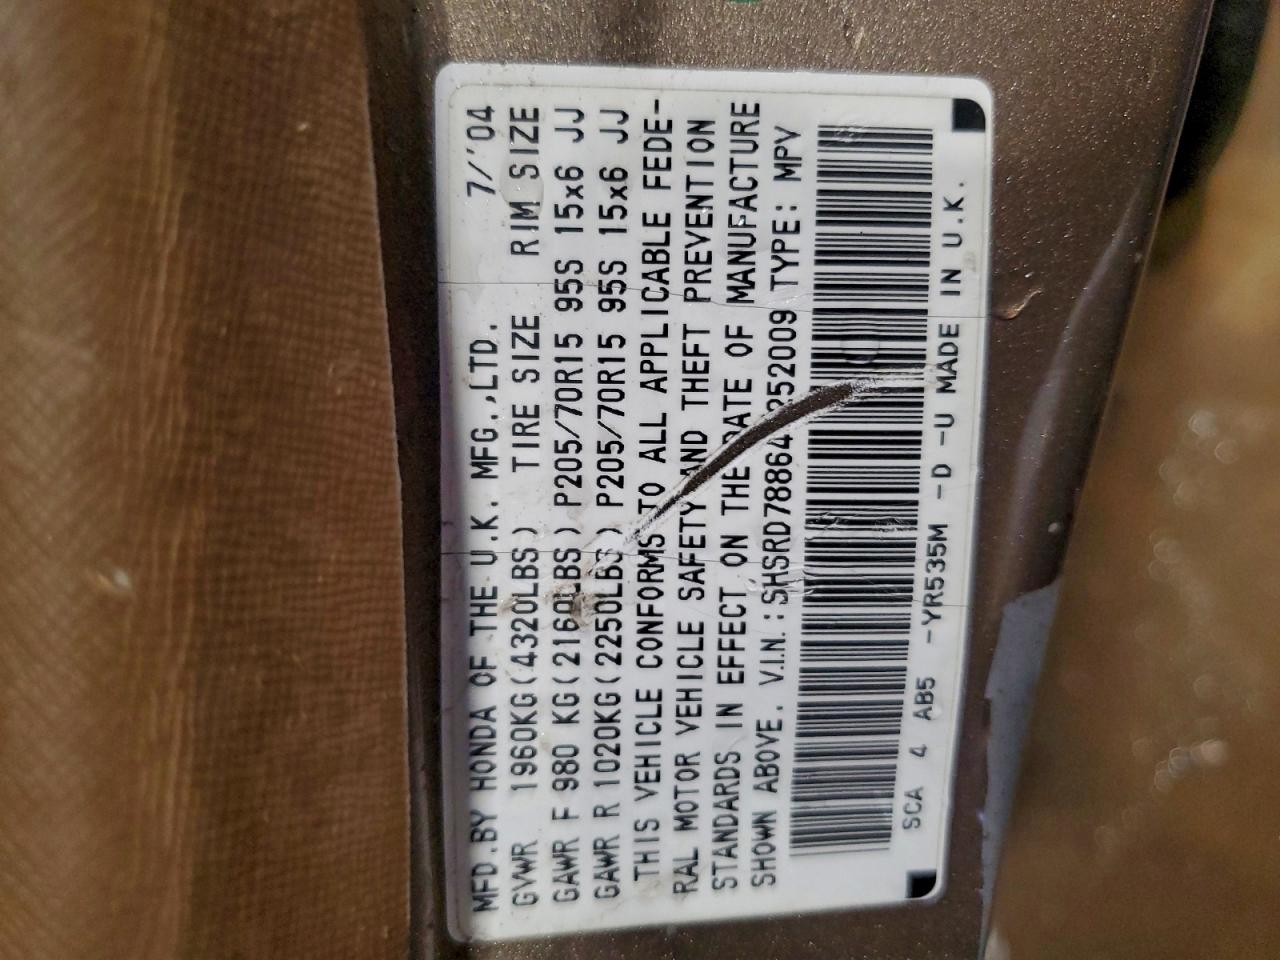 MFD.BY HONDA OF THE U.K. MFG.,LTD. 7/'04
GVWR 1960KG(4320LBS) TIRE SIZE RIM SIZE
GAWR F 980 KG(2160LBS) P205/70R15 95S 15x6 JJ
GAWR R 1020KG(2250LBS) P205/70R15 95S 15x6 JJ
THIS VEHICLE CONFORMS TO ALL APPLICABLE FEDE-
RAL MOTOR VEHICLE SAFETY AND THEFT PREVENTION
STANDARDS IN EFFECT ON THE DATE OF MANUFACTURE
SHOWN ABOVE. V.I.N.: TYPE: MPV
SCA 4 AB5 -YR535M -D -U MADE IN U.K.